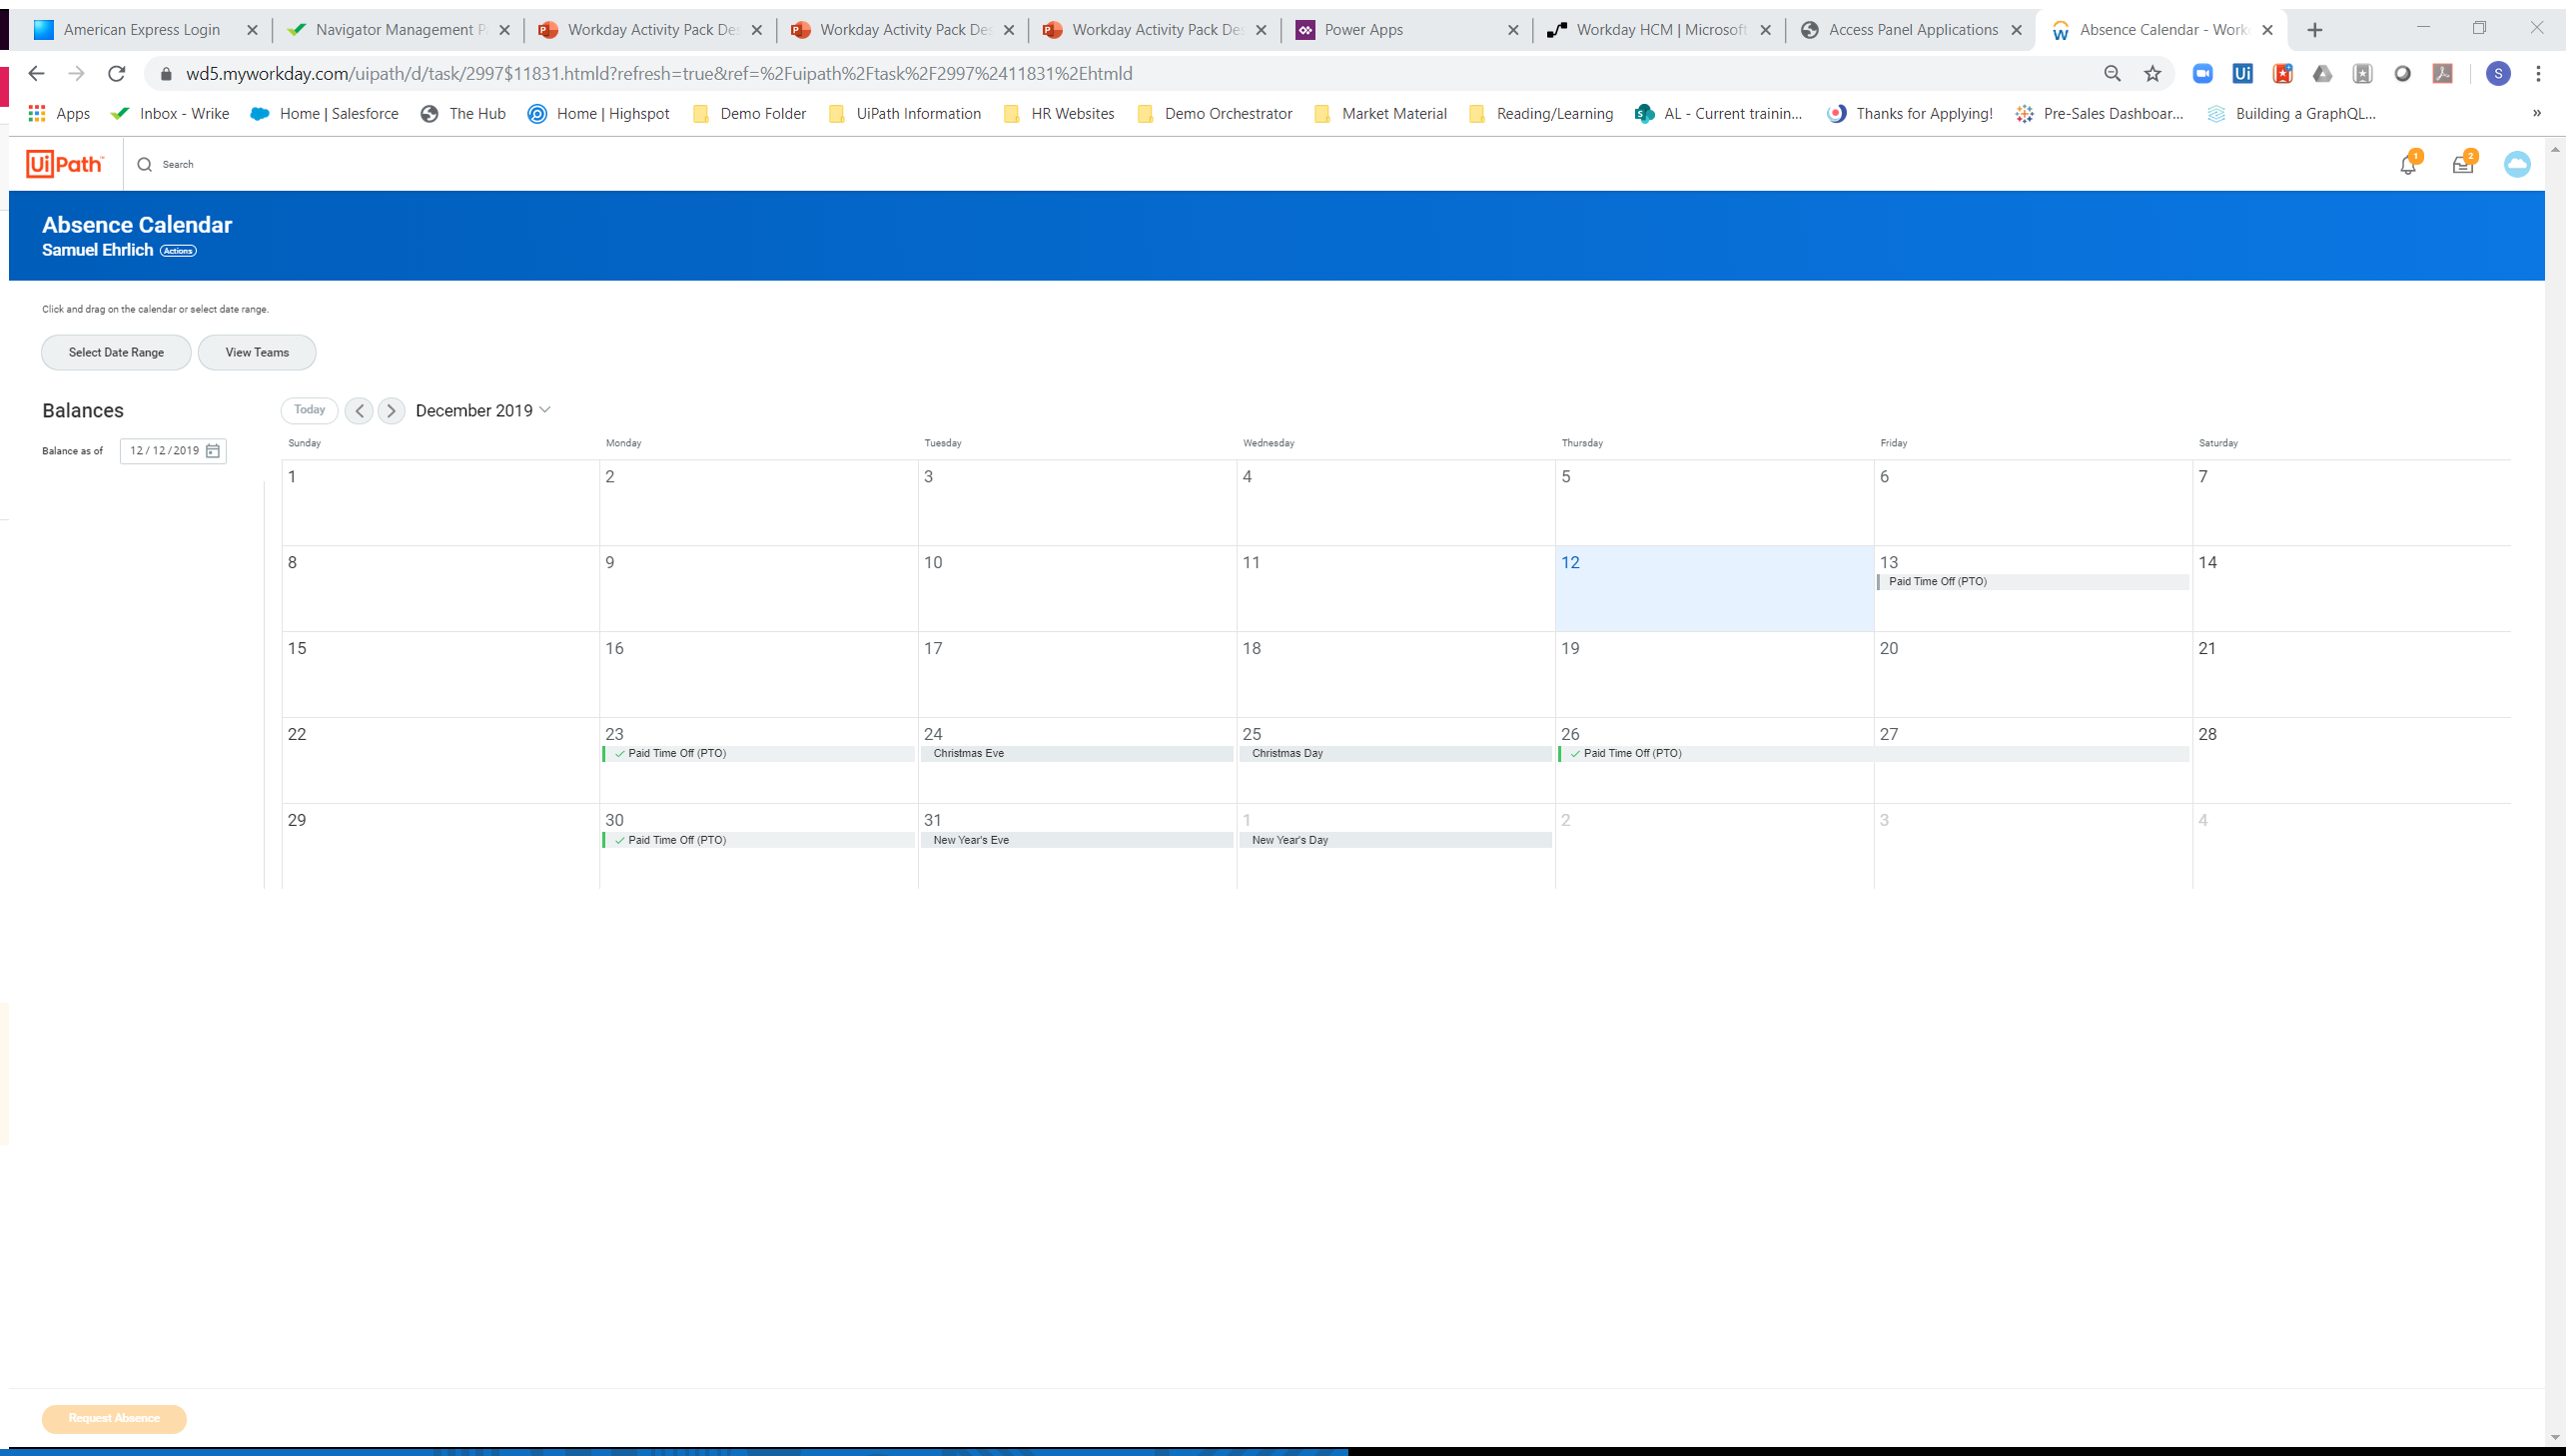 American Express Login
Navigator Management P
Workday Activity Pack Des
Workday Activity Pack Des
Workday Activity Pack Des
Power Apps
Workday HCM | Microsoft
Access Panel Applications
Absence Calendar - Work
wd5.myworkday.com/uipath/d/task/2997$11831.htmld?refresh=true&ref=%2Fuipath%2Ftask%2F2997%2411831%2Ehtmld
Ui
S
Apps
Inbox - Wrike
Home | Salesforce
The Hub
Home | Highspot
Demo Folder
UiPath Information
HR Websites
Demo Orchestrator
Market Material
Reading/Learning
AL - Current trainin...
Thanks for Applying!
Pre-Sales Dashboar...
Building a GraphQL...
»
UiPath™
Search
1
2
Absence Calendar
Samuel Ehrlich Actions
Click and drag on the calendar or select date range.
Select Date Range
View Teams
Balances
Balance as of 12 / 12 / 2019
Today
December 2019
Sunday Monday Tuesday Wednesday Thursday Friday Saturday
1 2 3 4 5 6 7
8 9 10 11 12 13 14
Paid Time Off (PTO)
15 16 17 18 19 20 21
22 23 24 25 26 27 28
Paid Time Off (PTO) Christmas Eve Christmas Day Paid Time Off (PTO)
29 30 31 1 2 3 4
Paid Time Off (PTO) New Year's Eve New Year's Day
Request Absence